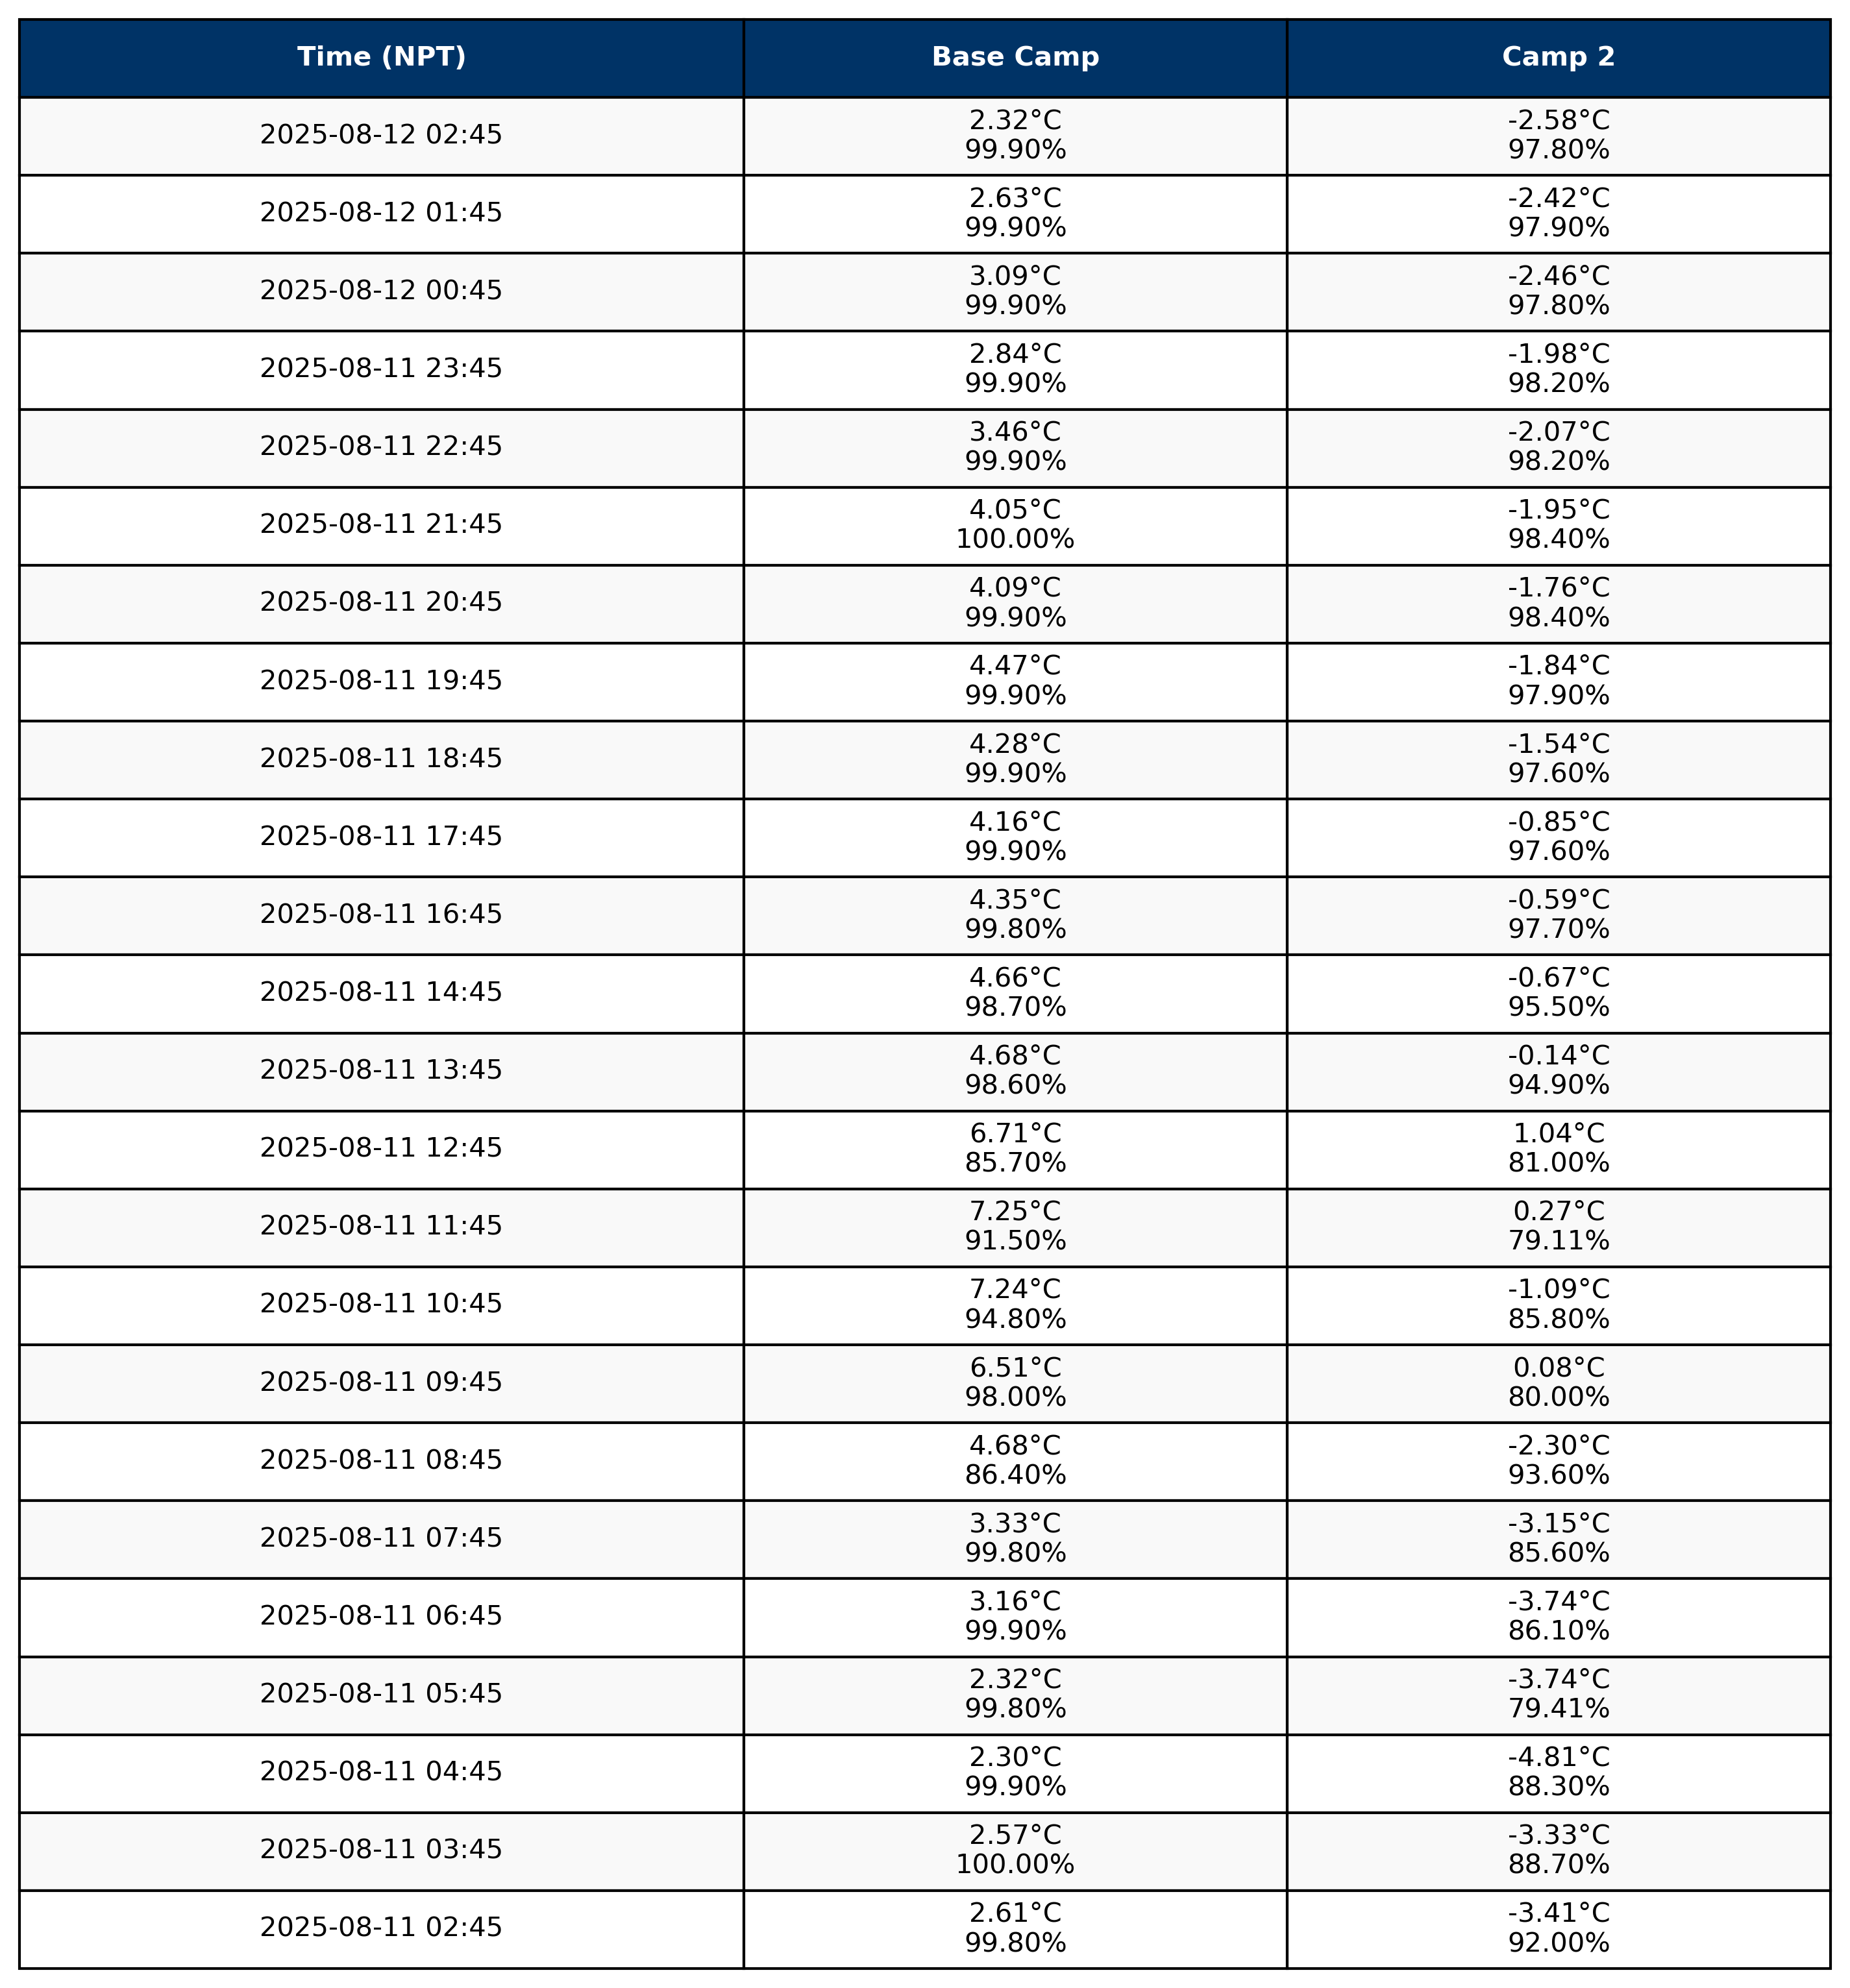 Time (NPT) Base Camp Camp 2
2025-08-12 02:45 2.32°C -2.58°C
99.90% 97.80%
2025-08-12 01:45 2.63°C -2.42°C
99.90% 97.90%
2025-08-12 00:45 3.09°C -2.46°C
99.90% 97.80%
2025-08-11 23:45 2.84°C -1.98°C
99.90% 98.20%
2025-08-11 22:45 3.46°C -2.07°C
99.90% 98.20%
2025-08-11 21:45 4.05°C -1.95°C
100.00% 98.40%
2025-08-11 20:45 4.09°C -1.76°C
99.90% 98.40%
2025-08-11 19:45 4.47°C -1.84°C
99.90% 97.90%
2025-08-11 18:45 4.28°C -1.54°C
99.90% 97.60%
2025-08-11 17:45 4.16°C -0.85°C
99.90% 97.60%
2025-08-11 16:45 4.35°C -0.59°C
99.80% 97.70%
2025-08-11 14:45 4.66°C -0.67°C
98.70% 95.50%
2025-08-11 13:45 4.68°C -0.14°C
98.60% 94.90%
2025-08-11 12:45 6.71°C 1.04°C
85.70% 81.00%
2025-08-11 11:45 7.25°C 0.27°C
91.50% 79.11%
2025-08-11 10:45 7.24°C -1.09°C
94.80% 85.80%
2025-08-11 09:45 6.51°C 0.08°C
98.00% 80.00%
2025-08-11 08:45 4.68°C -2.30°C
86.40% 93.60%
2025-08-11 07:45 3.33°C -3.15°C
99.80% 85.60%
2025-08-11 06:45 3.16°C -3.74°C
99.90% 86.10%
2025-08-11 05:45 2.32°C -3.74°C
99.80% 79.41%
2025-08-11 04:45 2.30°C -4.81°C
99.90% 88.30%
2025-08-11 03:45 2.57°C -3.33°C
100.00% 88.70%
2025-08-11 02:45 2.61°C -3.41°C
99.80% 92.00%